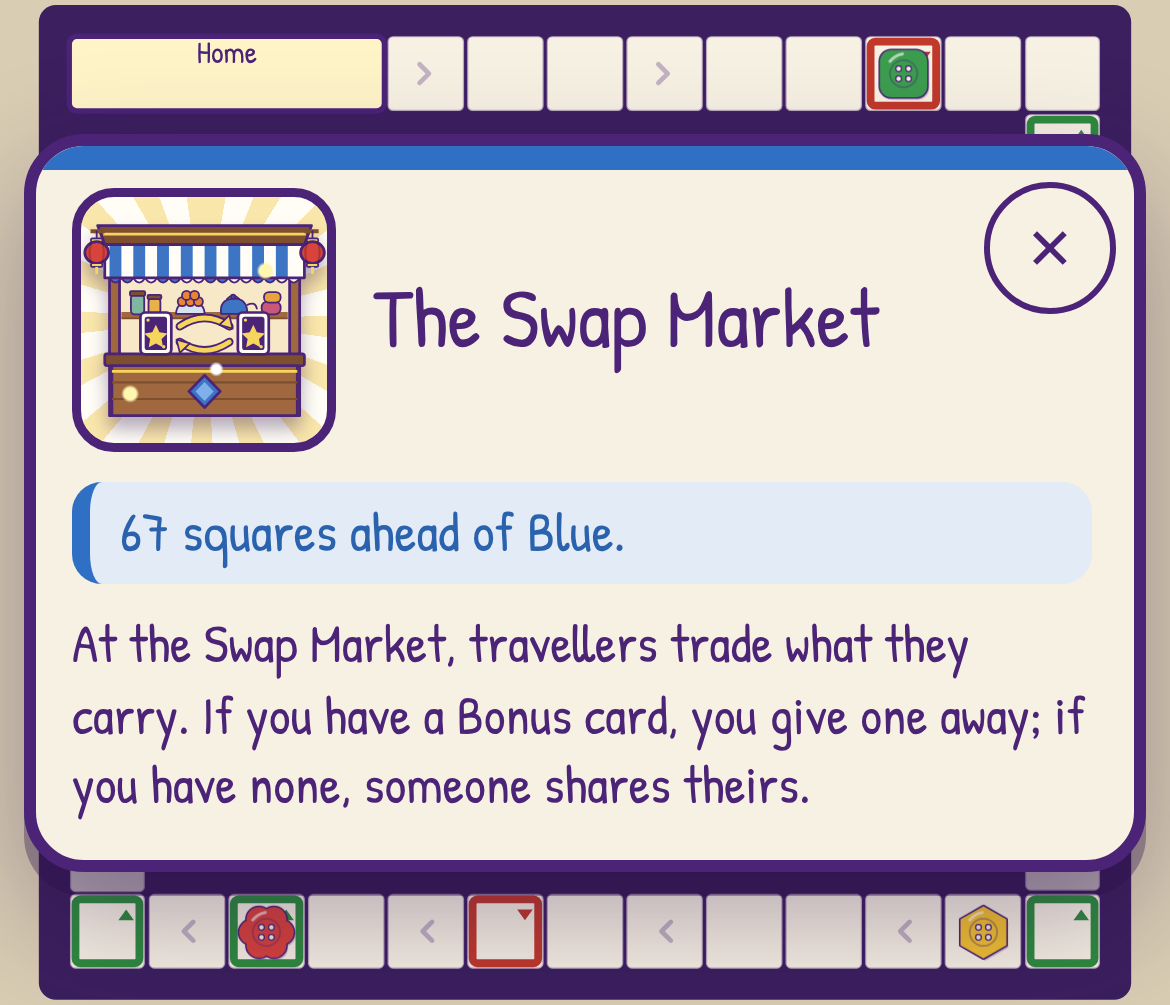 Home
The Swap Market
67 squares ahead of Blue.
At the Swap Market, travellers trade what they
carry. If you have a Bonus card, you give one away; if
you have none, someone shares theirs.